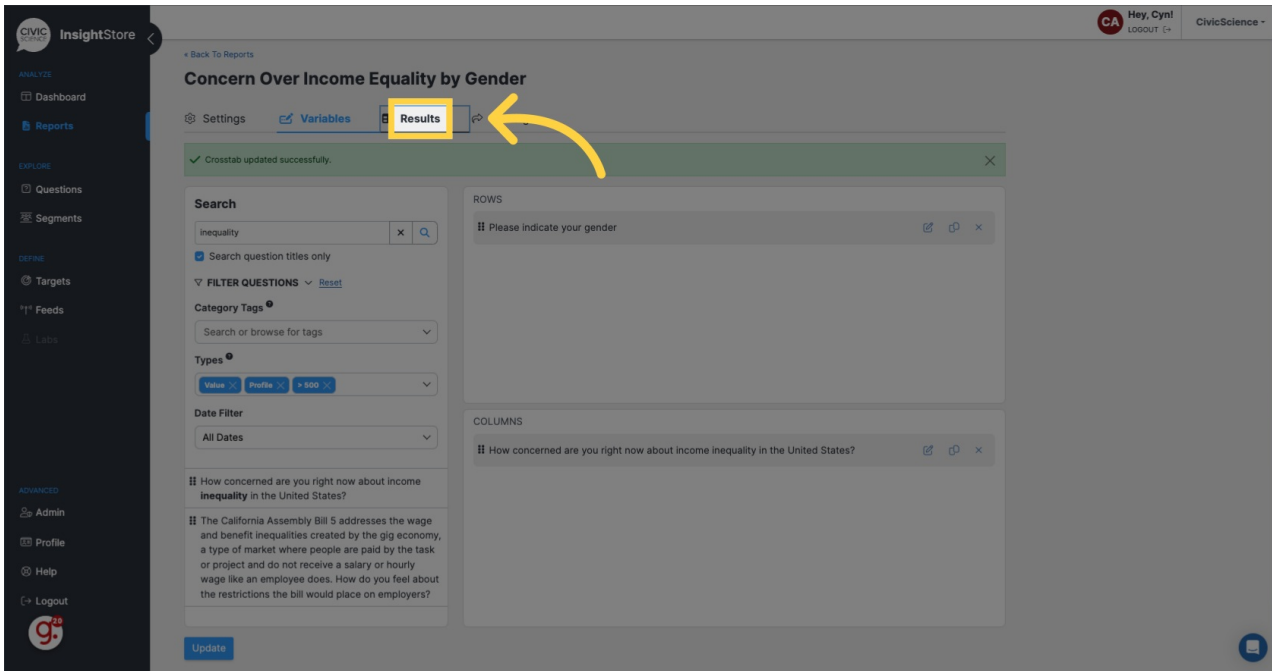 CIVIC
SCIENCE
InsightStore
Hey, Cyn!
CA
LOGOUT
CivicScience
ANALYZE
Dashboard
Reports
EXPLORE
Questions
Segments
DEFINE
Targets
Feeds
Labs
ADVANCED
Admin
Profile
Help
Logout
g.
20
« Back To Reports
Concern Over Income Equality by Gender
Settings
Variables
Results
Crosstab updated successfully.
Search
inequality
Search question titles only
FILTER QUESTIONS
Reset
Category Tags
Search or browse for tags
Types
Value
Profile
> 500
Date Filter
All Dates
How concerned are you right now about income
inequality in the United States?
The California Assembly Bill 5 addresses the wage
and benefit inequalities created by the gig economy,
a type of market where people are paid by the task
or project and do not receive a salary or hourly
wage like an employee does. How do you feel about
the restrictions the bill would place on employers?
Update
ROWS
Please indicate your gender
COLUMNS
How concerned are you right now about income inequality in the United States?